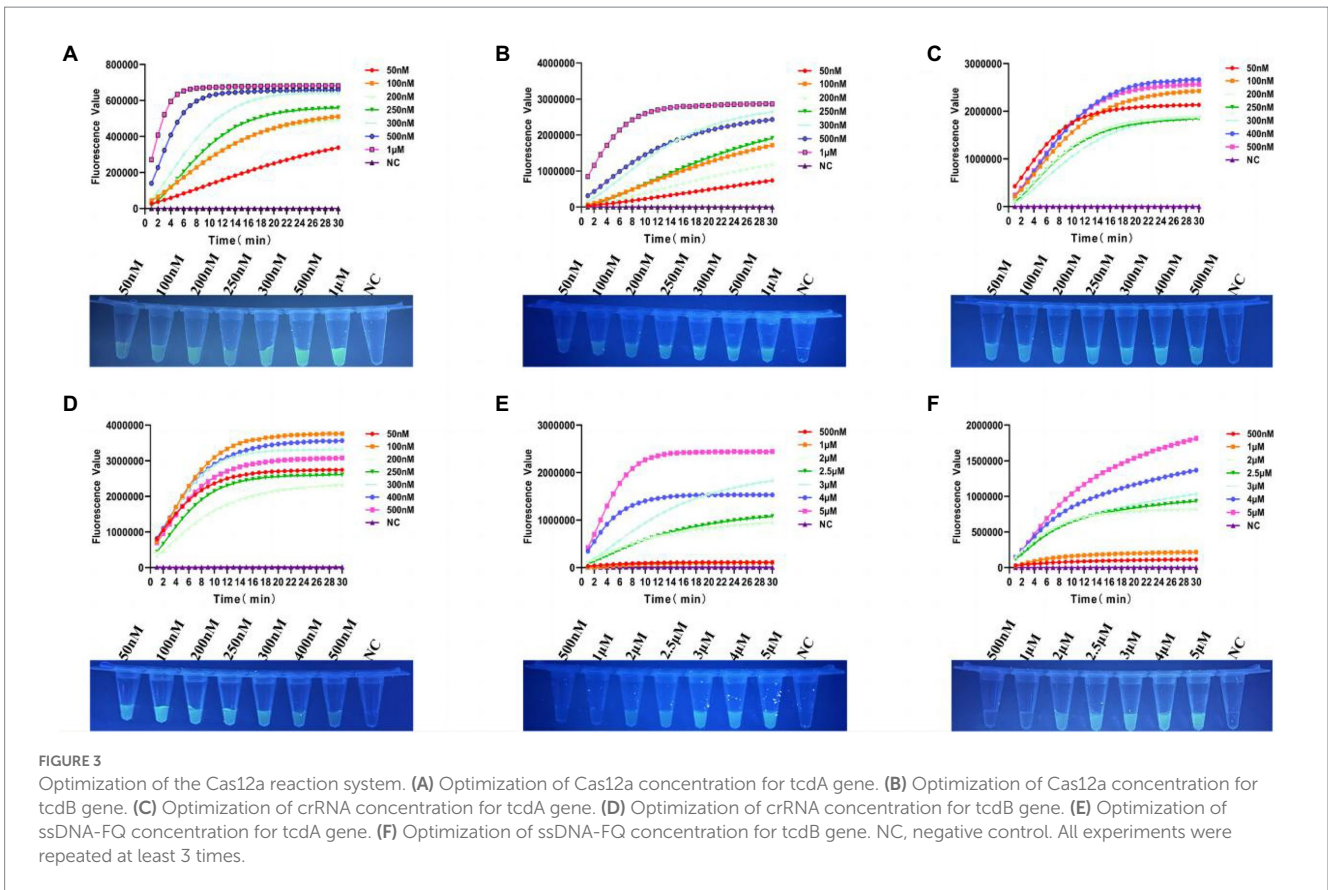 A
800000
600000
400000
200000
0
Fluorescence Value
0 2 4 6 8 10 12 14 16 18 20 22 24 26 28 30
Time( min)
50nM
100nM
200nM
250nM
300nM
500nM
1μM
NC
50nM 100nM 200nM 250nM 300nM 500nM 1μM NC
B
4000000
3000000
2000000
1000000
0
Fluorescence Value
0 2 4 6 8 10 12 14 16 18 20 22 24 26 28 30
Time( min)
50nM
100nM
200nM
250nM
300nM
500nM
1μM
NC
50nM 100nM 200nM 250nM 300nM 500nM 1μM NC
C
3000000
2000000
1000000
0
Fluorescence Value
0 2 4 6 8 10 12 14 16 18 20 22 24 26 28 30
Time( min)
50nM
100nM
200nM
250nM
300nM
400nM
500nM
NC
50nM 100nM 200nM 250nM 300nM 400nM 500nM NC
D
4000000
3000000
2000000
1000000
0
Fluorescence Value
0 2 4 6 8 10 12 14 16 18 20 22 24 26 28 30
Time( min)
50nM
100nM
200nM
250nM
300nM
400nM
500nM
NC
50nM 100nM 200nM 250nM 300nM 400nM 500nM NC
E
3000000
2000000
1000000
0
Fluorescence Value
0 2 4 6 8 10 12 14 16 18 20 22 24 26 28 30
Time( min)
500nM
1μM
2μM
2.5μM
3μM
4μM
5μM
NC
500nM 1μM 2μM 2.5μM 3μM 4μM 5μM NC
F
2000000
1500000
1000000
500000
0
Fluorescence Value
0 2 4 6 8 10 12 14 16 18 20 22 24 26 28 30
Time( min)
500nM
1μM
2μM
2.5μM
3μM
4μM
5μM
NC
500nM 1μM 2μM 2.5μM 3μM 4μM 5μM NC
FIGURE 3
Optimization of the Cas12a reaction system. (A) Optimization of Cas12a concentration for tcdA gene. (B) Optimization of Cas12a concentration for
tcdB gene. (C) Optimization of crRNA concentration for tcdA gene. (D) Optimization of crRNA concentration for tcdB gene. (E) Optimization of
ssDNA-FQ concentration for tcdA gene. (F) Optimization of ssDNA-FQ concentration for tcdB gene. NC, negative control. All experiments were
repeated at least 3 times.